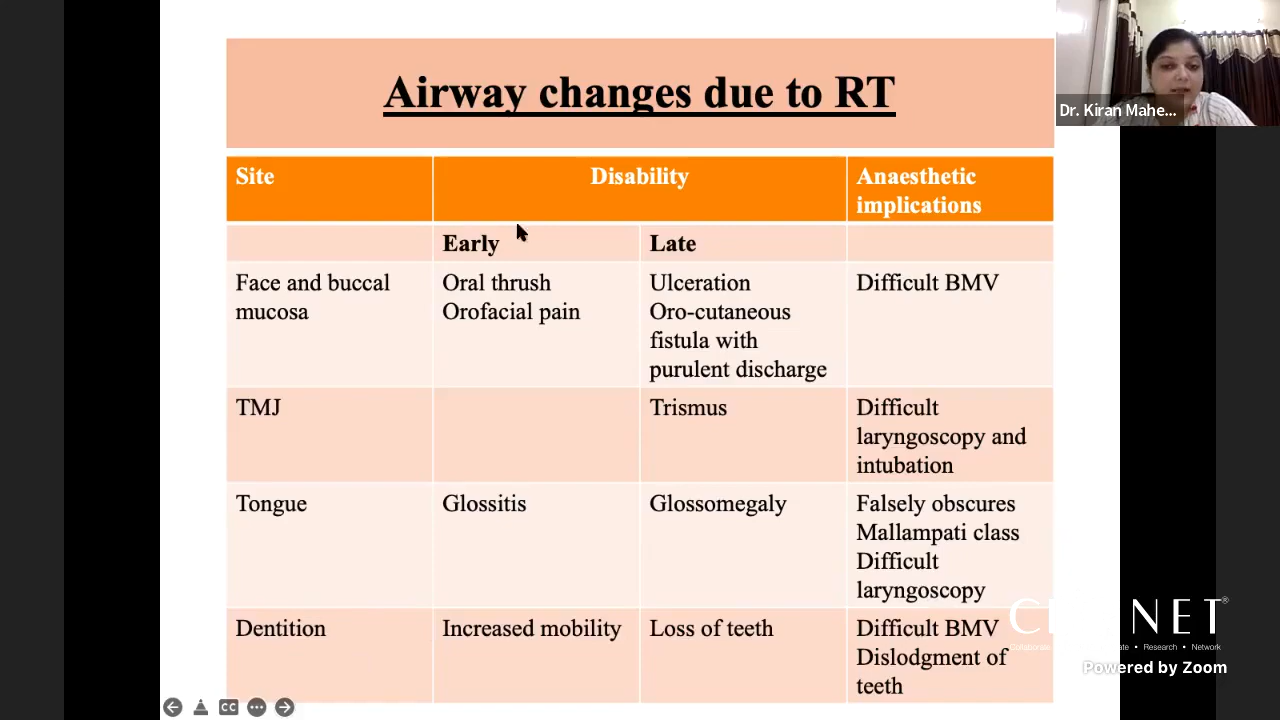 Airway changes due to RT
Dr. Kiran Mahe...
Site
Disability
Anaesthetic
implications
Early
Late
Face and buccal
mucosa
Oral thrush
Orofacial pain
Ulceration
Oro-cutaneous
fistula with
purulent discharge
Difficult BMV
TMJ
Trismus
Difficult
laryngoscopy and
intubation
Tongue
Glossitis
Glossomegaly
Falsely obscures
Mallampati class
Difficult
laryngoscopy
Dentition
Increased mobility
Loss of teeth
Difficult BMV
Dislodgment of
teeth
NET®
• Research • Network
Powered by Zoom
CC